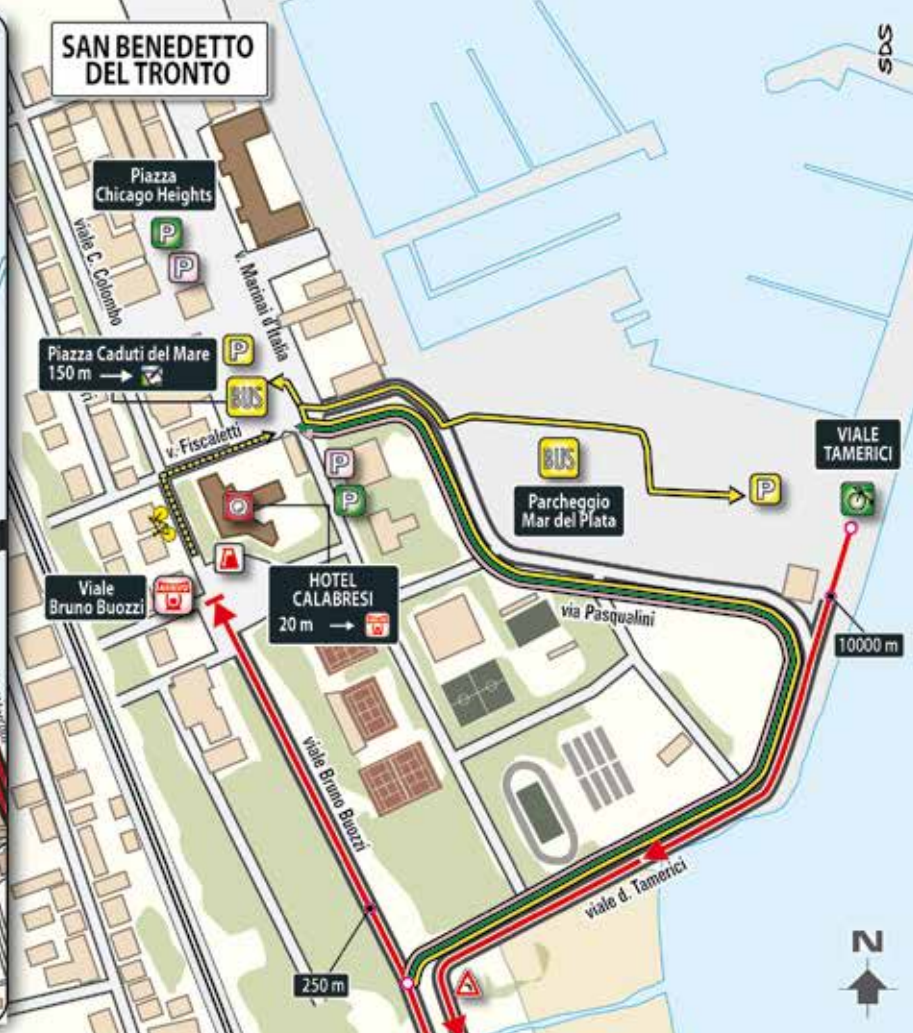 SAN BENEDETTO
DEL TRONTO
SDS
Piazza
Chicago Heights
P
P
viale C. Colombo
v. Marinai d'Italia
Piazza Caduti del Mare
150 m
P
BUS
v. Fiscaletti
P
P
BUS
Parcheggio
Mar del Plata
P
VIALE
TAMERICI
Q
Viale
Bruno Buozzi
ARRIVO
HOTEL
CALABRESI
20 m
via Pasqualini
10000 m
viale Bruno Buozzi
viale d. Tamerici
250 m
N